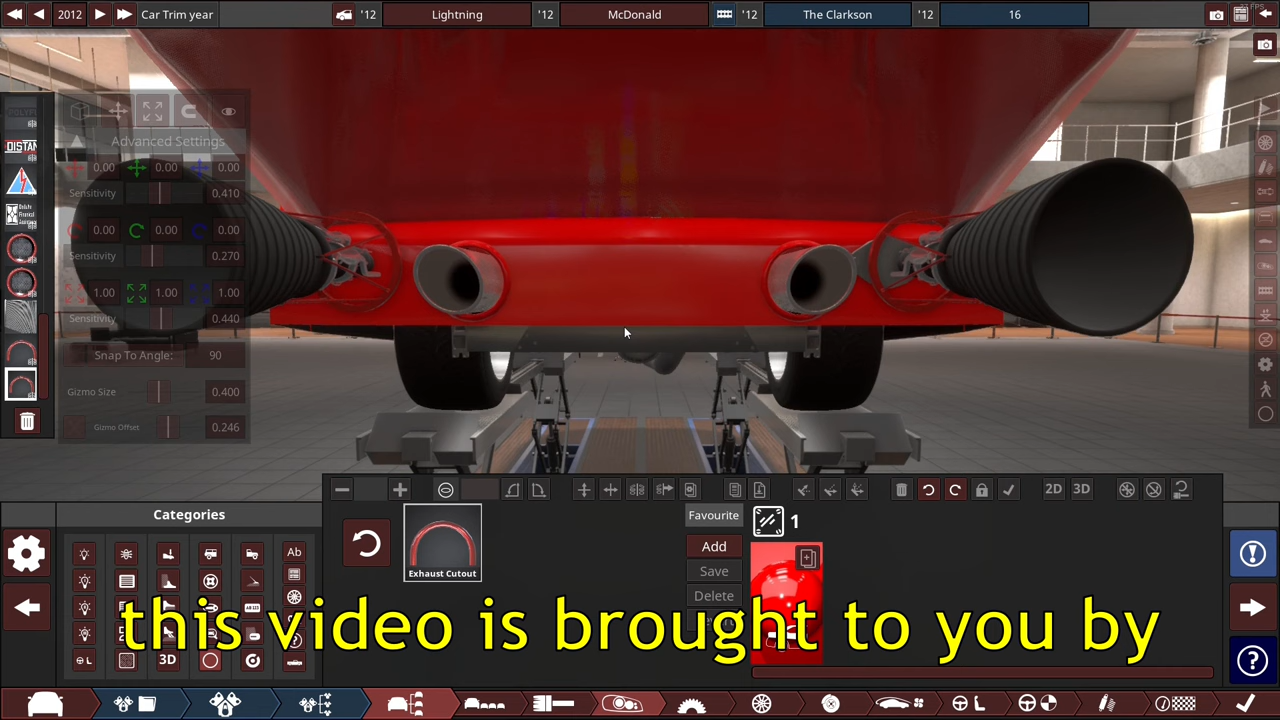 2012 Car Trim year '12 Lightning '12 McDonald '12 The Clarkson '12 16
DISTAN
Advanced Settings
0.00 0.00 0.00
Sensitivity 0.410
0.00 0.00 0.00
Sensitivity 0.270
1.00 1.00 1.00
Sensitivity 0.440
Snap To Angle: 90
Gizmo Size 0.400
Gizmo Offset 0.246
2D 3D
Categories
Ab
L
3D
Exhaust Cutout
Favourite
Add
Save
Delete
1
this video is brought to you by